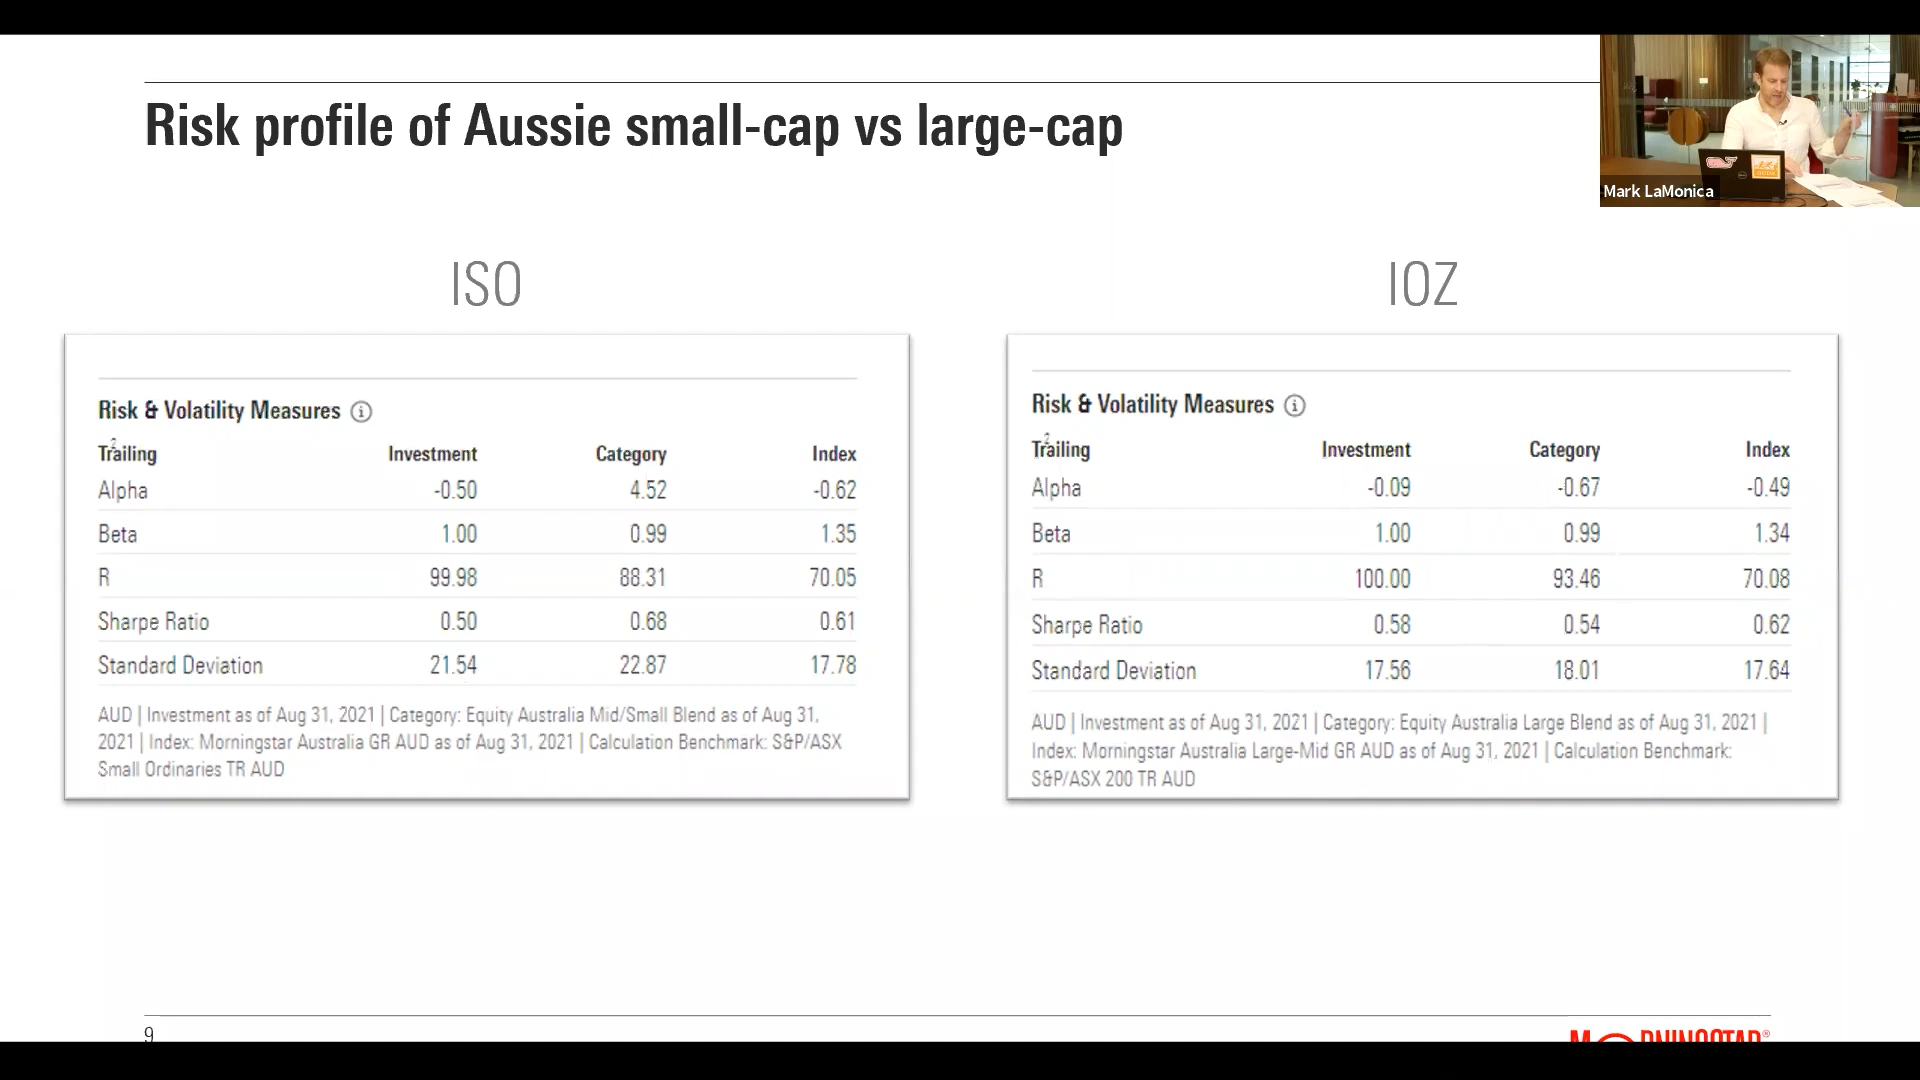 Risk profile of Aussie small-cap vs large-cap
Mark LaMonica
ISO
Risk & Volatility Measures
Trailing Investment Category Index
Alpha -0.50 4.52 -0.62
Beta 1.00 0.99 1.35
R2 99.98 88.31 70.05
Sharpe Ratio 0.50 0.68 0.61
Standard Deviation 21.54 22.87 17.78
AUD | Investment as of Aug 31, 2021 | Category: Equity Australia Mid/Small Blend as of Aug 31,
2021 | Index: Morningstar Australia GR AUD as of Aug 31, 2021 | Calculation Benchmark: S&P/ASX
Small Ordinaries TR AUD
IOZ
Risk & Volatility Measures
Trailing Investment Category Index
Alpha -0.09 -0.67 -0.49
Beta 1.00 0.99 1.34
R2 100.00 93.46 70.08
Sharpe Ratio 0.58 0.54 0.62
Standard Deviation 17.56 18.01 17.64
AUD | Investment as of Aug 31, 2021 | Category: Equity Australia Large Blend as of Aug 31, 2021 |
Index: Morningstar Australia Large-Mid GR AUD as of Aug 31, 2021 | Calculation Benchmark:
S&P/ASX 200 TR AUD
9
MORNINGSTAR®